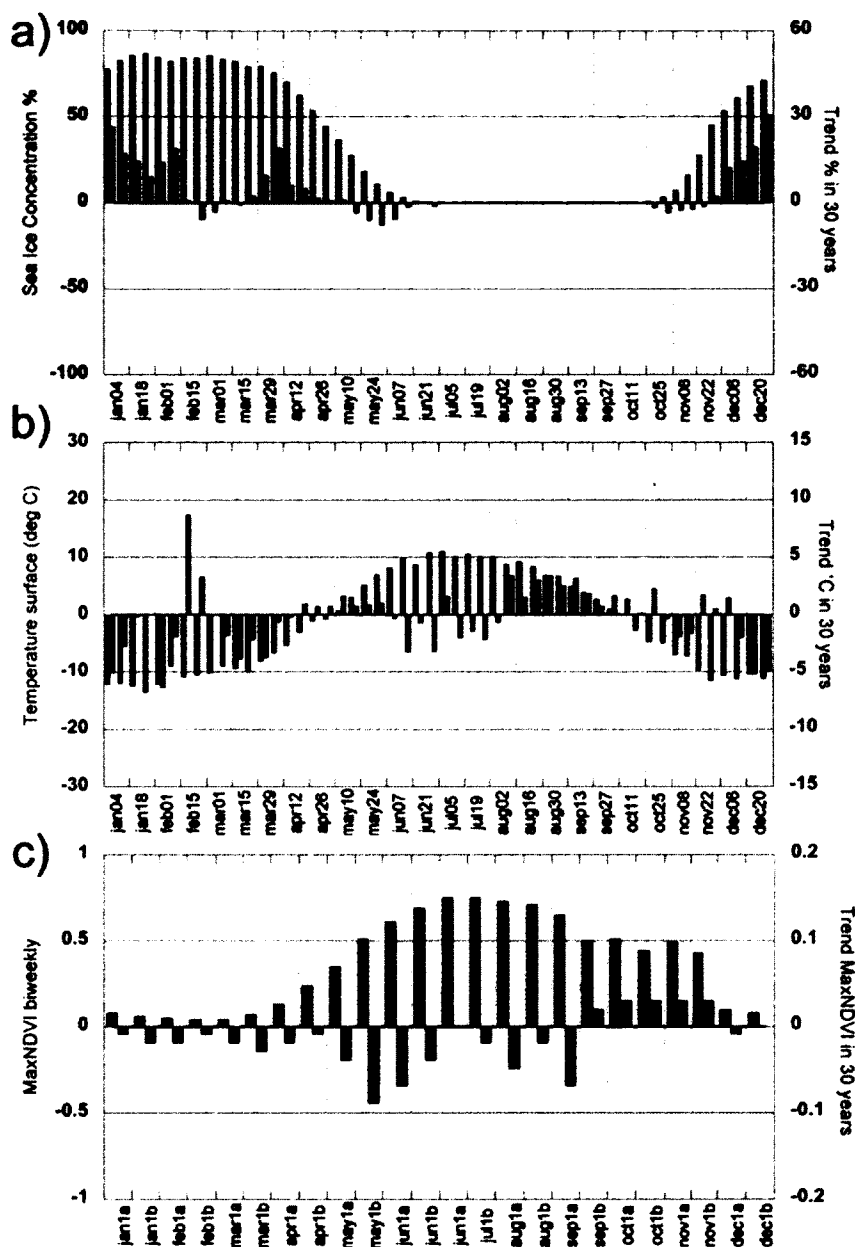 a)
100
50
0
-50
-100
Sea Ice Concentration %
60
30
0
-30
-60
Trend % in 30 years
jan04
jan18
feb01
feb15
mar01
mar15
mar29
apr12
apr26
may10
may24
jun07
jun21
jul05
jul19
aug02
aug16
aug30
sep13
sep27
oct11
oct25
nov08
nov22
dec06
dec20
b)
30
20
10
0
-10
-20
-30
Temperature surface (deg C)
15
10
5
0
-5
-10
-15
Trend 'C in 30 years
jan04
jan18
feb01
feb15
mar01
mar15
mar29
apr12
apr26
may10
may24
jun07
jun21
jul05
jul19
aug02
aug16
aug30
sep13
sep27
oct11
oct25
nov08
nov22
dec06
dec20
c)
1
0.5
0
-0.5
-1
MaxNDVI biweekly
0.2
0.1
0
-0.1
-0.2
Trend MaxNDVI in 30 years
jan1a
jan1b
feb1a
feb1b
mar1a
mar1b
apr1a
apr1b
may1a
may1b
jun1a
jun1b
jul1a
jul1b
aug1a
aug1b
sep1a
sep1b
oct1a
oct1b
nov1a
nov1b
dec1a
dec1b